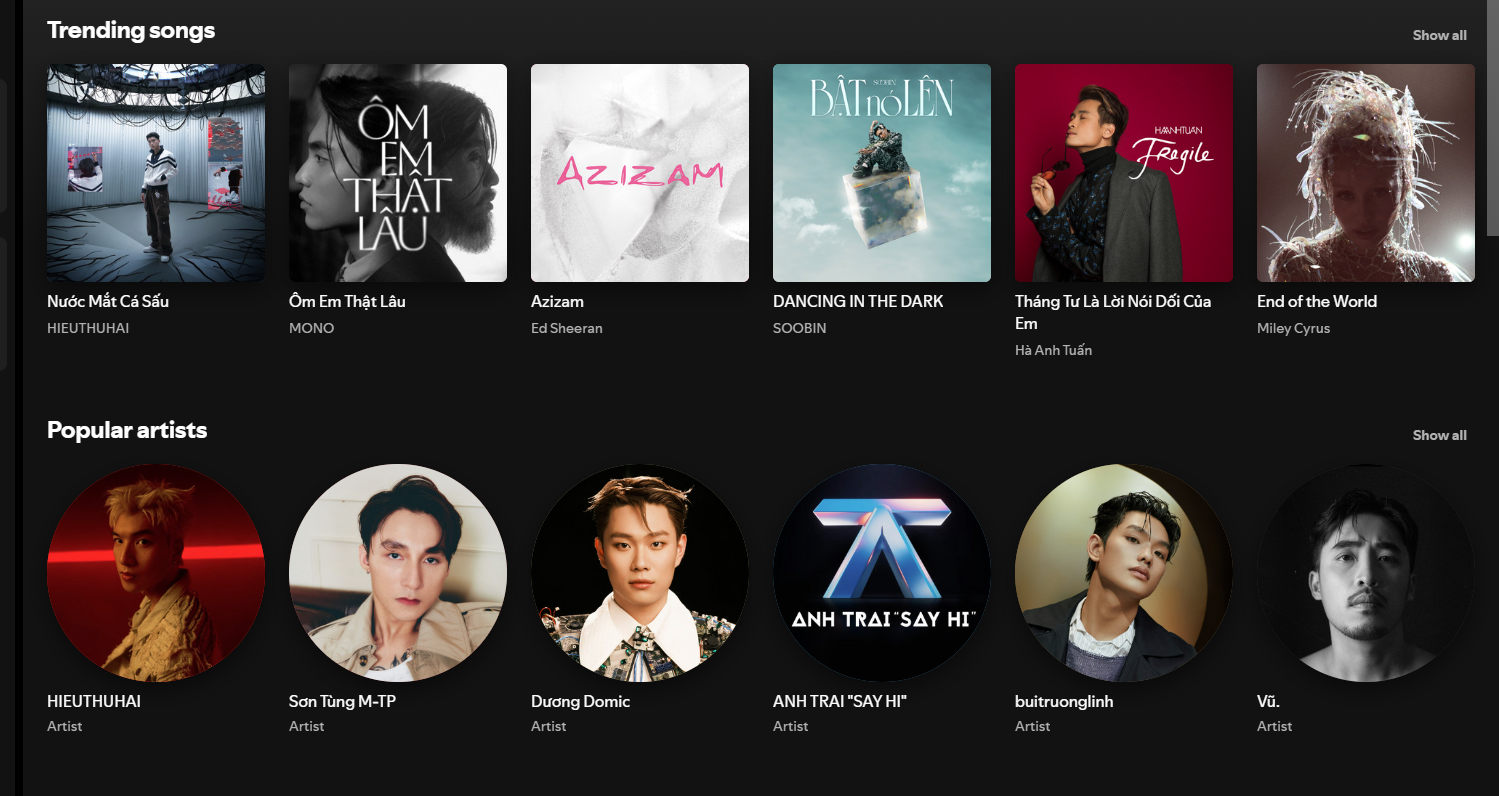 Trending songs
Show all
SOOBIN
BẬT nó LÊN
ÔM
EM
THẬT
LÂU
AZIZAM
HAANHTUAN
Fragile
Nước Mắt Cá Sấu
HIEUTHUHAI
Ôm Em Thật Lâu
MONO
Azizam
Ed Sheeran
DANCING IN THE DARK
SOOBIN
Tháng Tư Là Lời Nói Dối Của
Em
Hà Anh Tuấn
End of the World
Miley Cyrus
Popular artists
Show all
ANH TRAI "SAY HI"
HIEUTHUHAI
Artist
Sơn Tùng M-TP
Artist
Dương Domic
Artist
ANH TRAI "SAY HI"
Artist
buitruonglinh
Artist
Vũ.
Artist